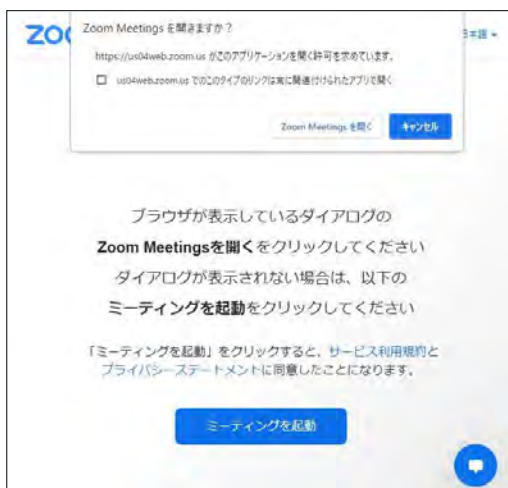 Zoom Meetings を開きますか？
ZOO
日本語
https://us04web.zoom.us がこのアプリケーションを開く許可を求めています。
us04web.zoom.us でのこのタイプのリンクは常に関連付けられたアプリで開く
Zoom Meetings を開く キャンセル
ブラウザが表示しているダイアログの
Zoom Meetingsを開くをクリックしてください
ダイアログが表示されない場合は、以下の
ミーティングを起動をクリックしてください
「ミーティングを起動」をクリックすると、サービス利用規約と
プライバシーステートメントに同意したことになります。
ミーティングを起動